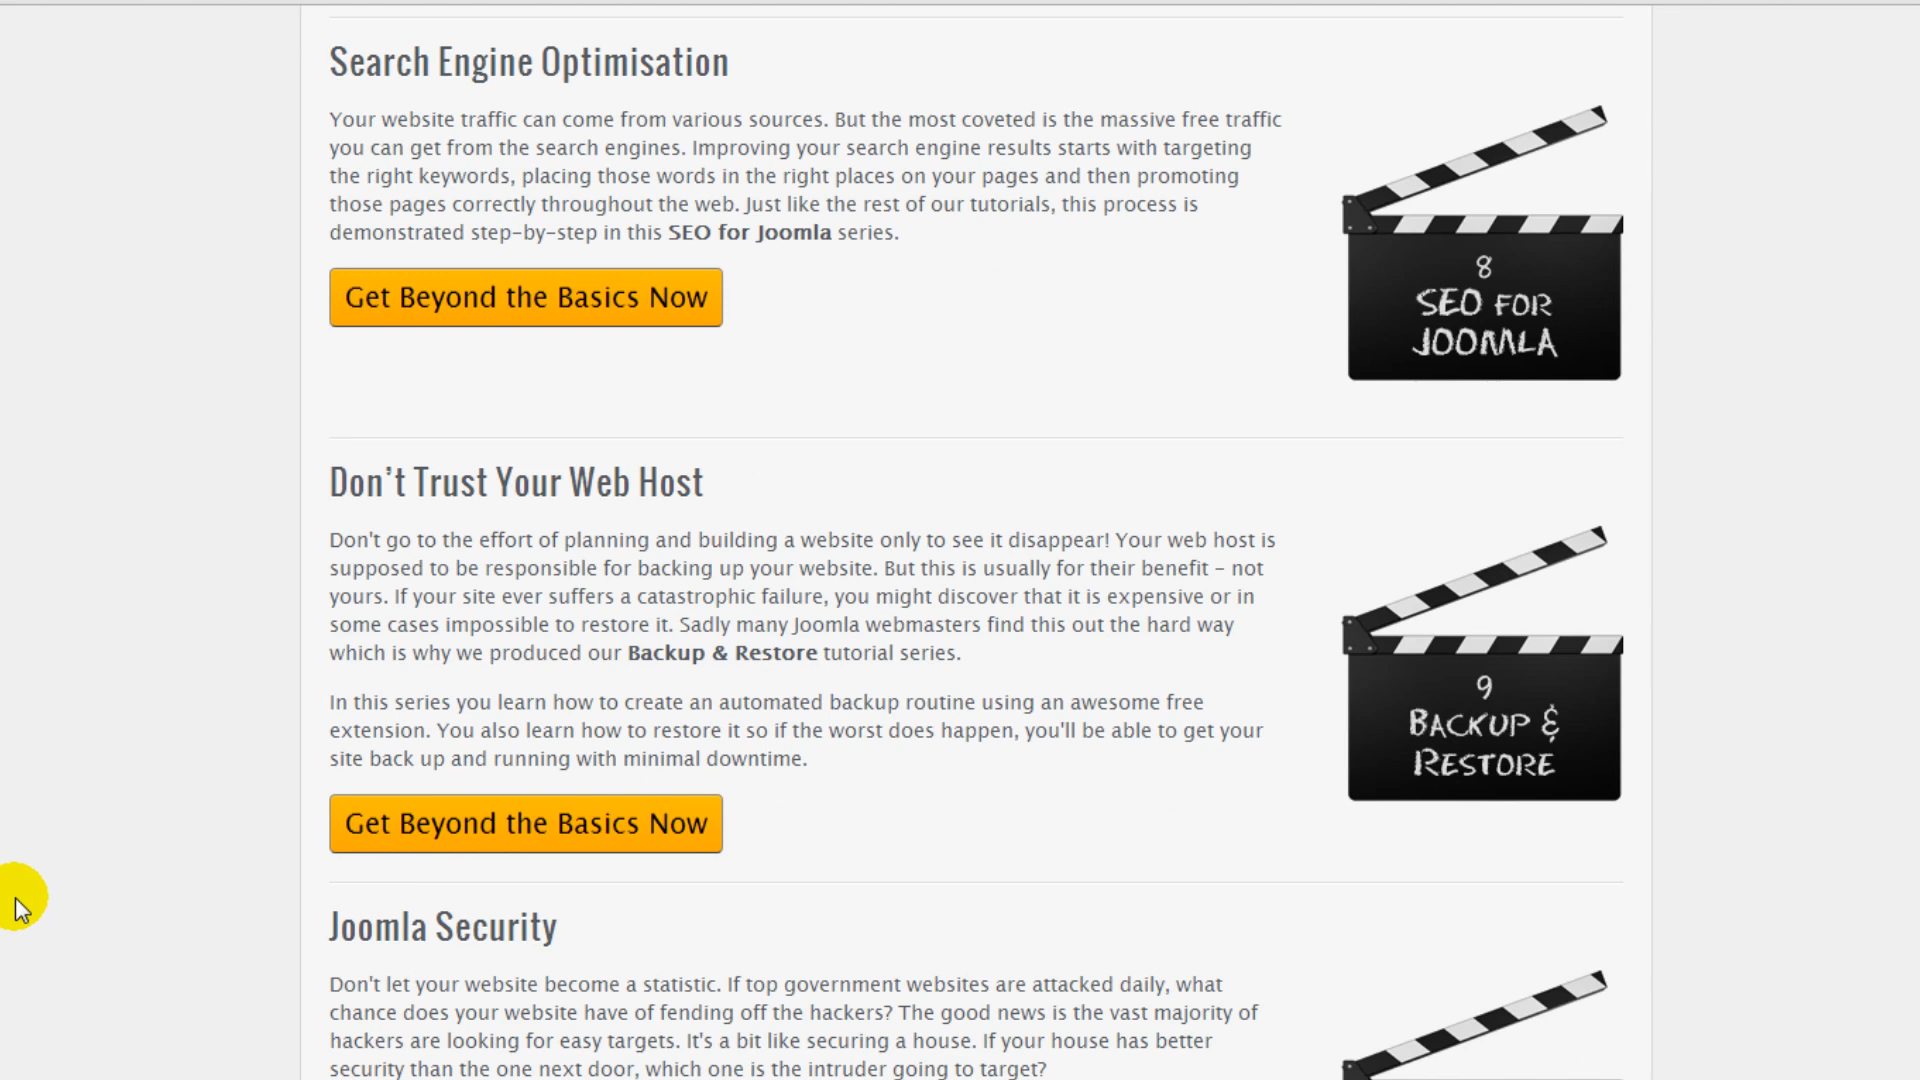 Search Engine Optimisation
Your website traffic can come from various sources. But the most coveted is the massive free traffic
you can get from the search engines. Improving your search engine results starts with targeting
the right keywords, placing those words in the right places on your pages and then promoting
those pages correctly throughout the web. Just like the rest of our tutorials, this process is
demonstrated step-by-step in this SEO for Joomla series.
Get Beyond the Basics Now
8
SEO FOR
JOOMLA
Don't Trust Your Web Host
Don't go to the effort of planning and building a website only to see it disappear! Your web host is
supposed to be responsible for backing up your website. But this is usually for their benefit - not
yours. If your site ever suffers a catastrophic failure, you might discover that it is expensive or in
some cases impossible to restore it. Sadly many Joomla webmasters find this out the hard way
which is why we produced our Backup & Restore tutorial series.
In this series you learn how to create an automated backup routine using an awesome free
extension. You also learn how to restore it so if the worst does happen, you'll be able to get your
site back up and running with minimal downtime.
Get Beyond the Basics Now
9
BACKUP &
RESTORE
Joomla Security
Don't let your website become a statistic. If top government websites are attacked daily, what
chance does your website have of fending off the hackers? The good news is the vast majority of
hackers are looking for easy targets. It's a bit like securing a house. If your house has better
security than the one next door, which one is the intruder going to target?